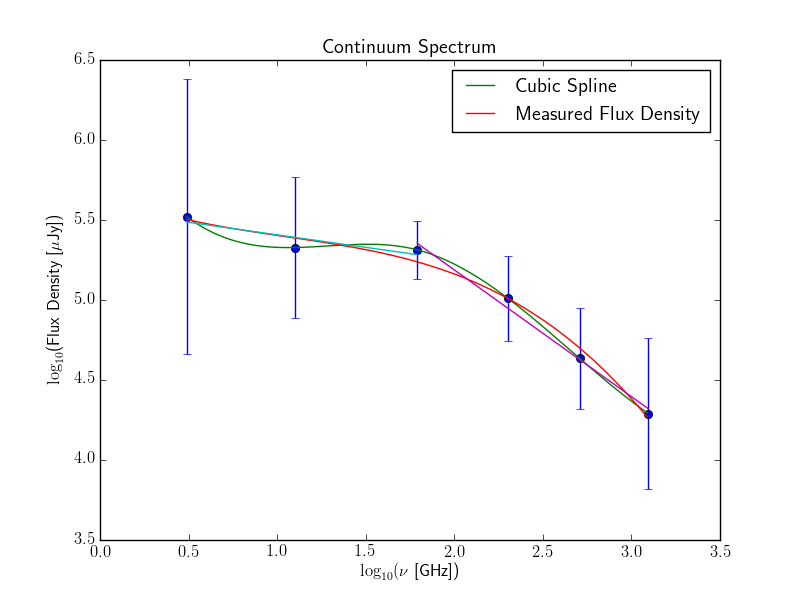 Continuum Spectrum
Cubic Spline
Measured Flux Density
6.5
6.0
5.5
5.0
4.5
4.0
3.5
log₁₀(Flux Density [μJy])
0.0 0.5 1.0 1.5 2.0 2.5 3.0 3.5
log₁₀(ν [GHz])